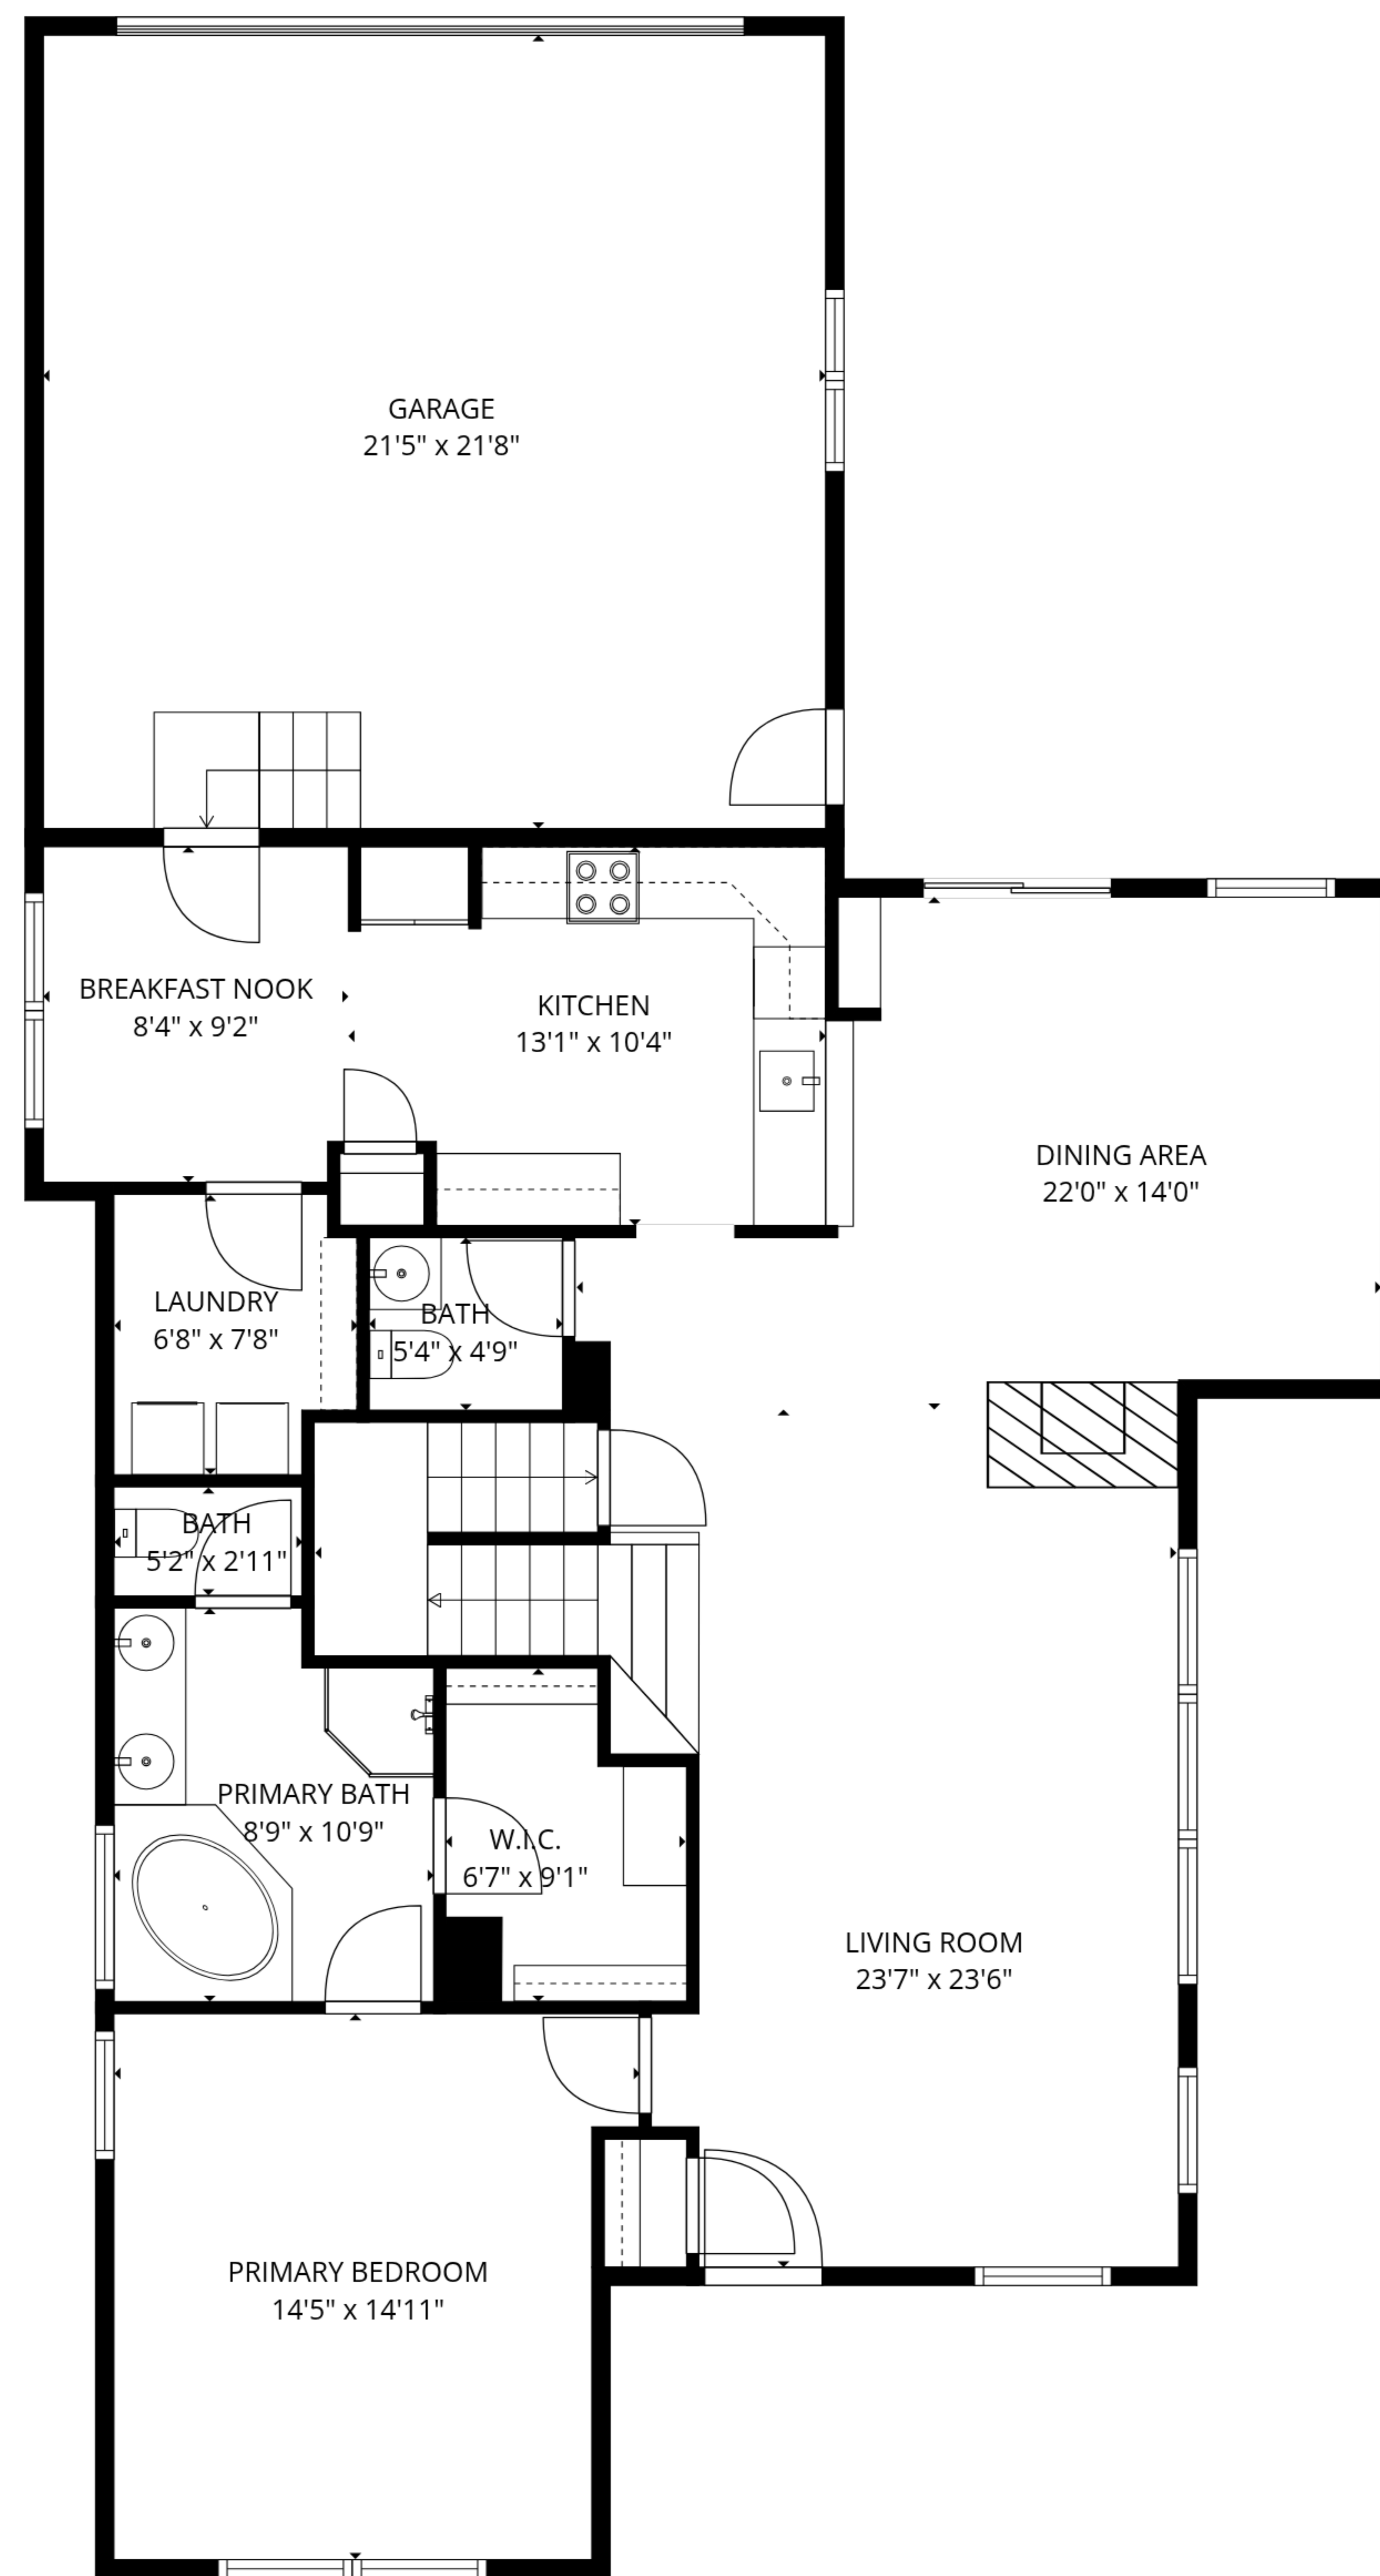 GARAGE
21'5" x 21'8"
BREAKFAST NOOK
8'4" x 9'2"
KITCHEN
13'1" x 10'4"
DINING AREA
22'0" x 14'0"
LAUNDRY
6'8" x 7'8"
BATH
5'4" x 4'9"
BATH
5'2" x 2'11"
PRIMARY BATH
8'9" x 10'9"
W.I.C.
6'7" x 9'1"
LIVING ROOM
23'7" x 23'6"
PRIMARY BEDROOM
14'5" x 14'11"